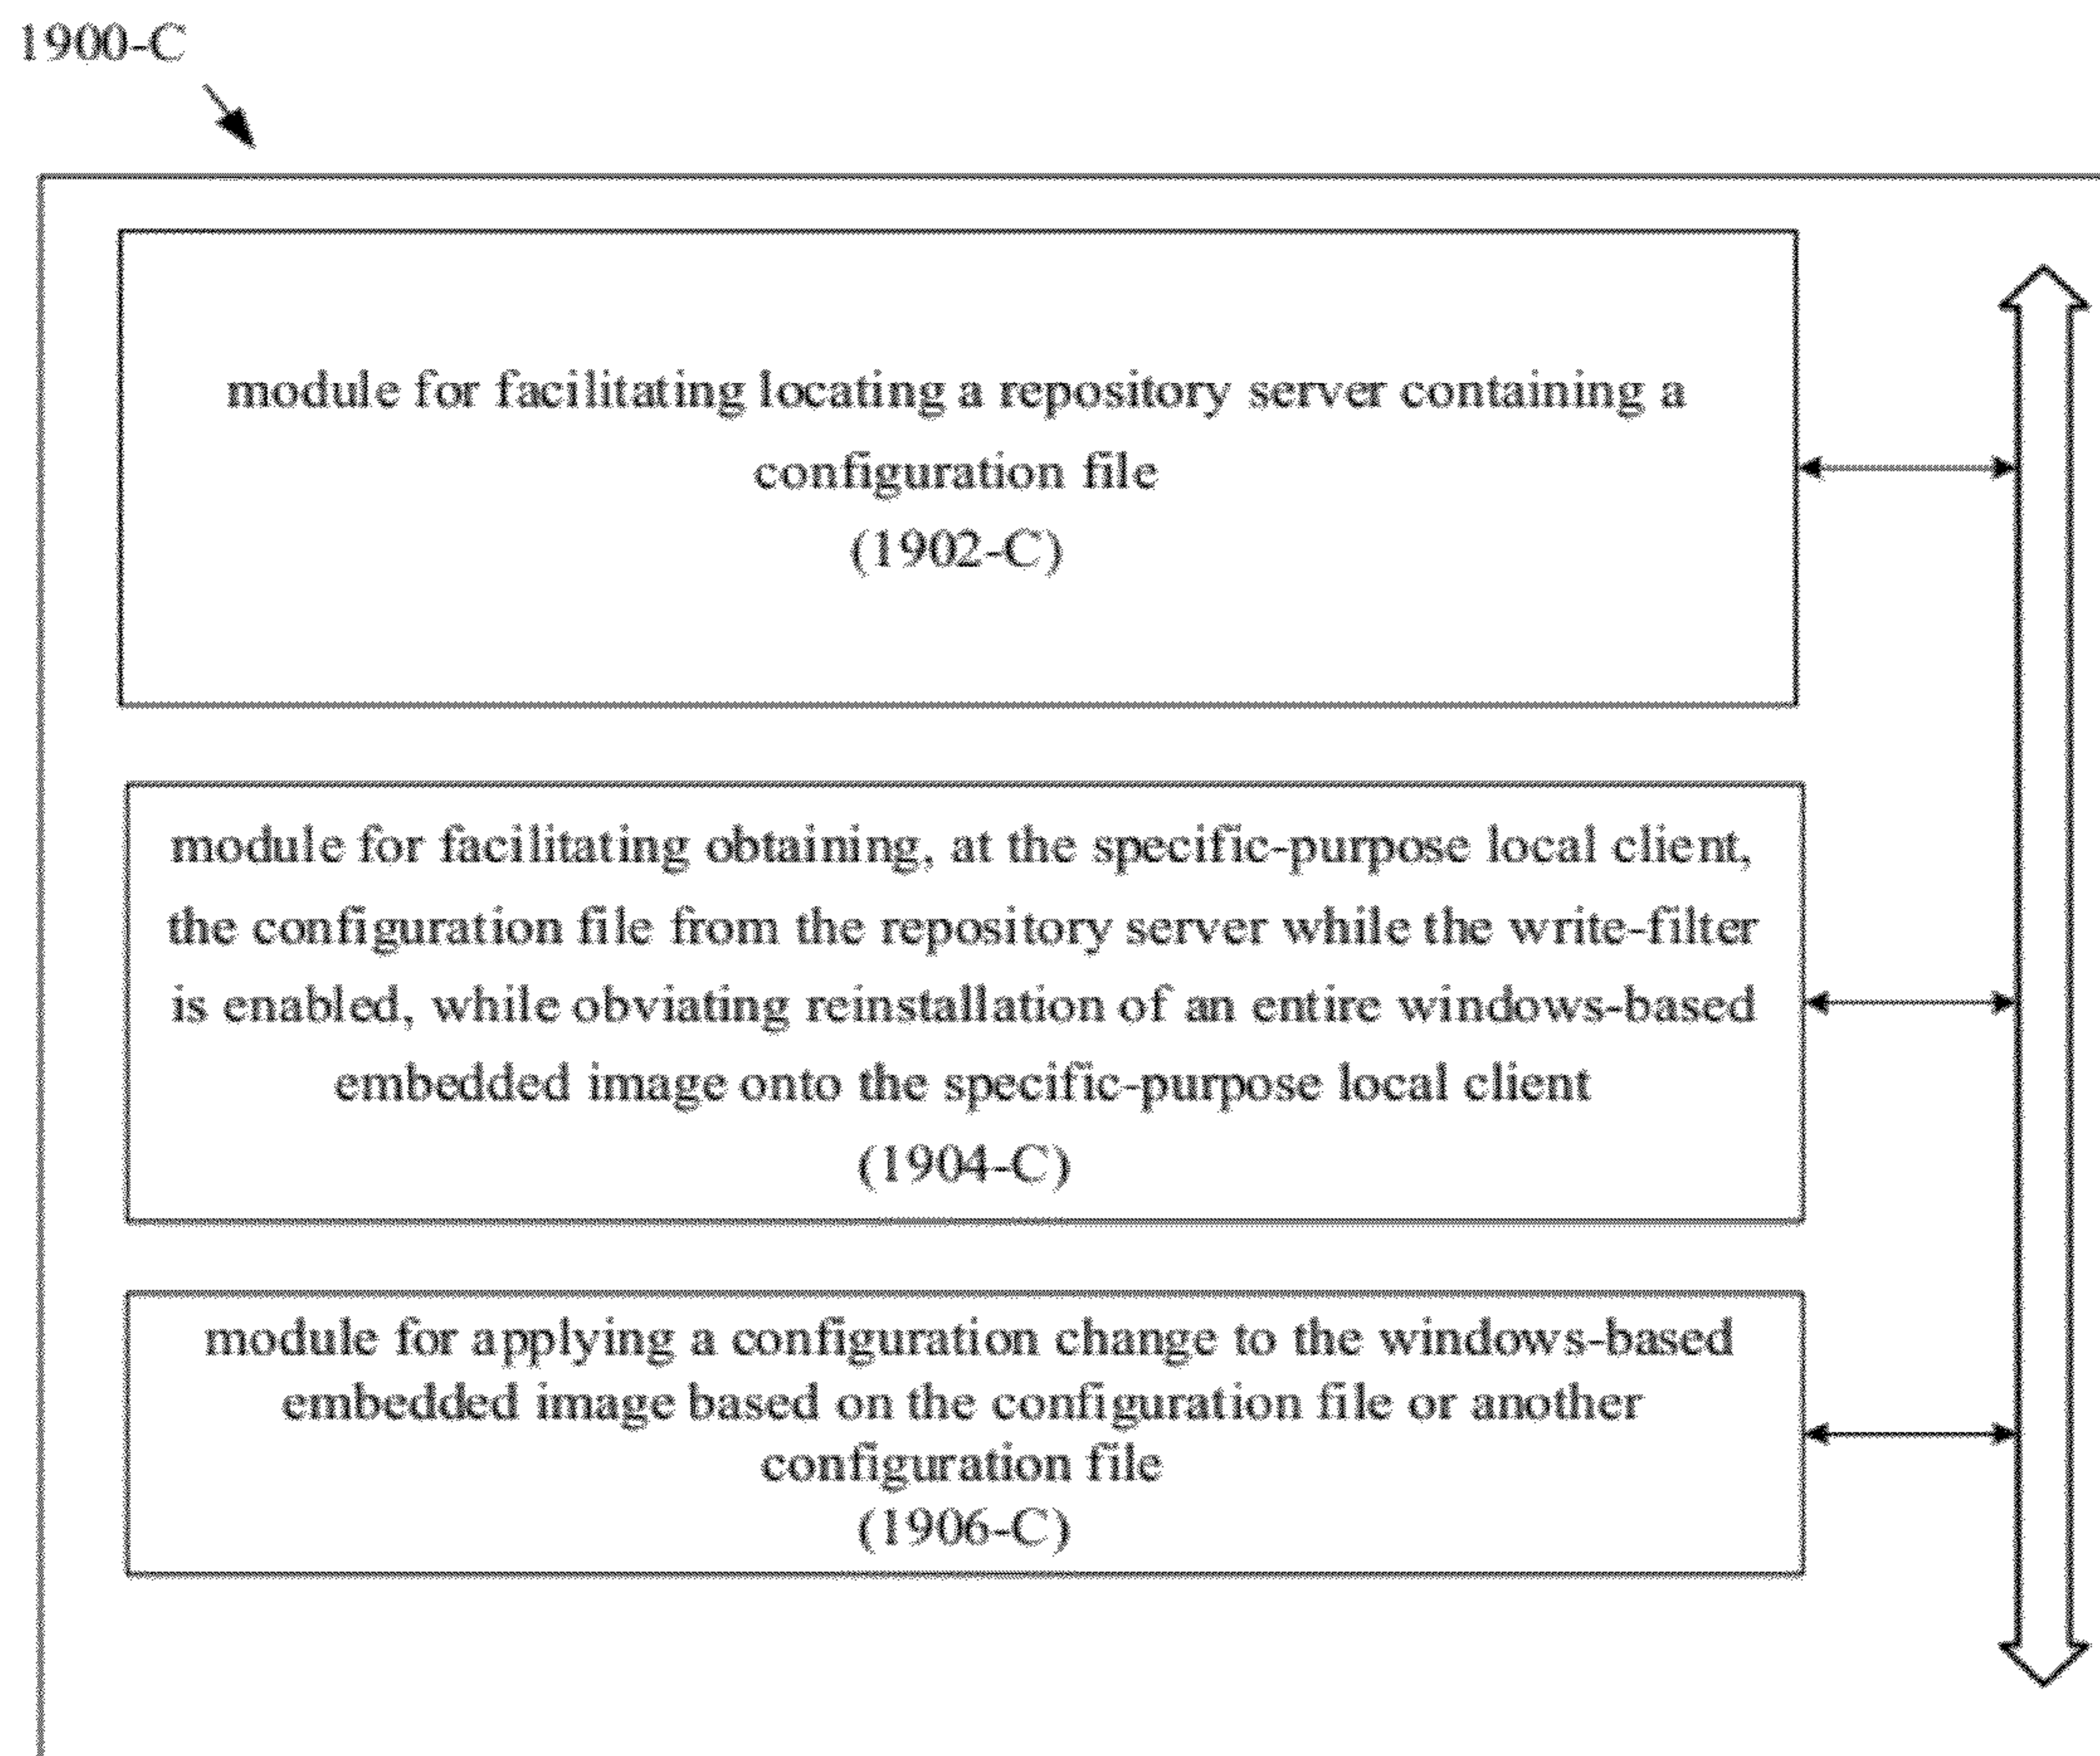 1900-C
module for facilitating locating a repository server containing a
configuration file
(1902-C)
module for facilitating obtaining, at the specific-purpose local client,
the configuration file from the repository server while the write-filter
is enabled, while obviating reinstallation of an entire windows-based
embedded image onto the specific-purpose local client
(1904-C)
module for applying a configuration change to the windows-based
embedded image based on the configuration file or another
configuration file
(1906-C)